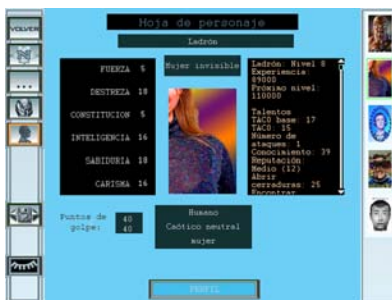 Hoja de personaje
Ladrón
VOLVER
...
FUERZA 5
DESTREZA 18
CONSTITUCION 5
INTELIGENCIA 16
SABIDURIA 18
CARISMA 16
Mujer invisible
Ladrón: Nivel 8
Experiencia:
89000
Próximo nivel:
110000
Talentos
TAC0 base: 17
TAC0: 15
Número de
ataques: 1
Conocimiento: 39
Reputación:
Medio (12)
Abrir
cerraduras: 25
Encontrar
Puntos de
golpe:
40
40
Humano
Caótico neutral
mujer
PERFIL